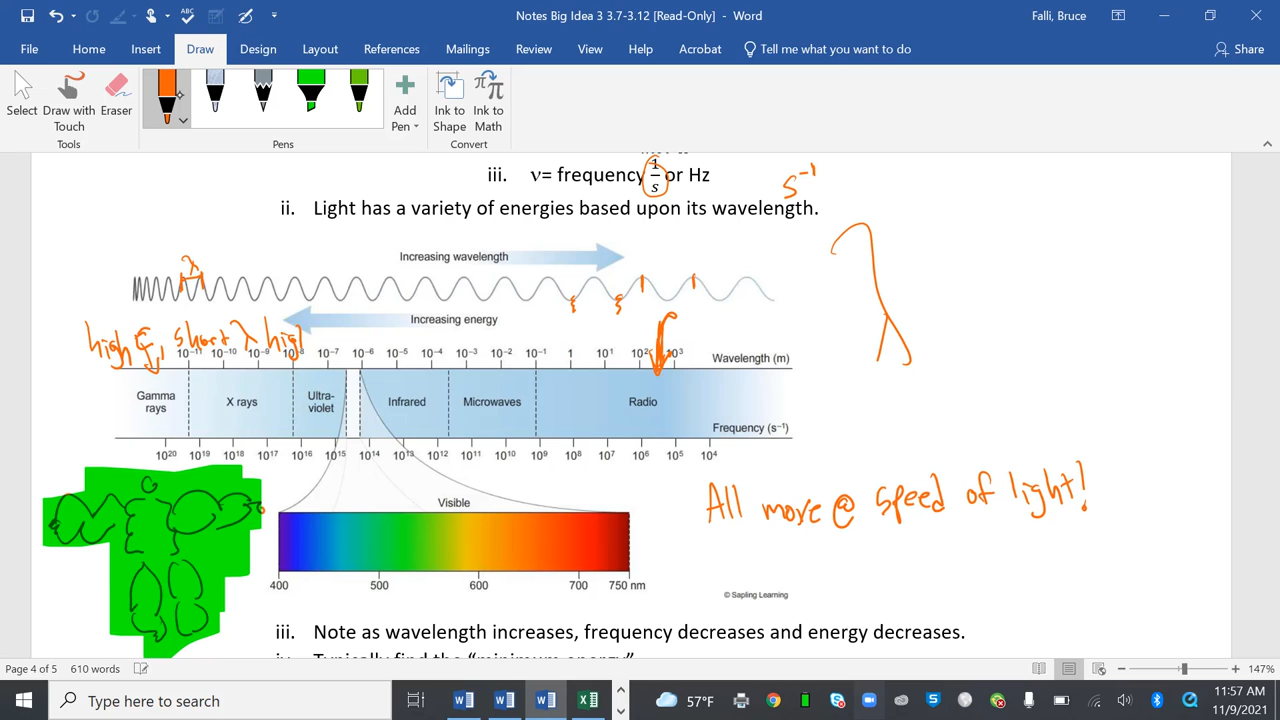 Notes Big Idea 3 3.7-3.12 [Read-Only] - Word
Falli, Bruce
File Home Insert Draw Design Layout References Mailings Review View Help Acrobat Tell me what you want to do Share
Select Draw with Touch Eraser Add Pen Ink to Shape Ink to Math
Tools Pens Convert
iii. ν= frequency 1/s or Hz
s⁻¹
ii. Light has a variety of energies based upon its wavelength.
Increasing wavelength
λ
λ
Increasing energy
high E, short λ high
10⁻¹¹ 10⁻¹⁰ 10⁻⁹ 10⁻⁸ 10⁻⁷ 10⁻⁶ 10⁻⁵ 10⁻⁴ 10⁻³ 10⁻² 10⁻¹ 1 10¹ 10² 10³ Wavelength (m)
Gamma rays X rays Ultra-violet Infrared Microwaves Radio
Frequency (s⁻¹)
10²⁰ 10¹⁹ 10¹⁸ 10¹⁷ 10¹⁶ 10¹⁵ 10¹⁴ 10¹³ 10¹² 10¹¹ 10¹⁰ 10⁹ 10⁸ 10⁷ 10⁶ 10⁵ 10⁴
Visible
All move @ speed of light!
400 500 600 700 750 nm
© Sapling Learning
iii. Note as wavelength increases, frequency decreases and energy decreases.
iv. Typically find the “minimum energy”
Page 4 of 5 610 words 147%
Type here to search 57°F 11:57 AM
11/9/2021